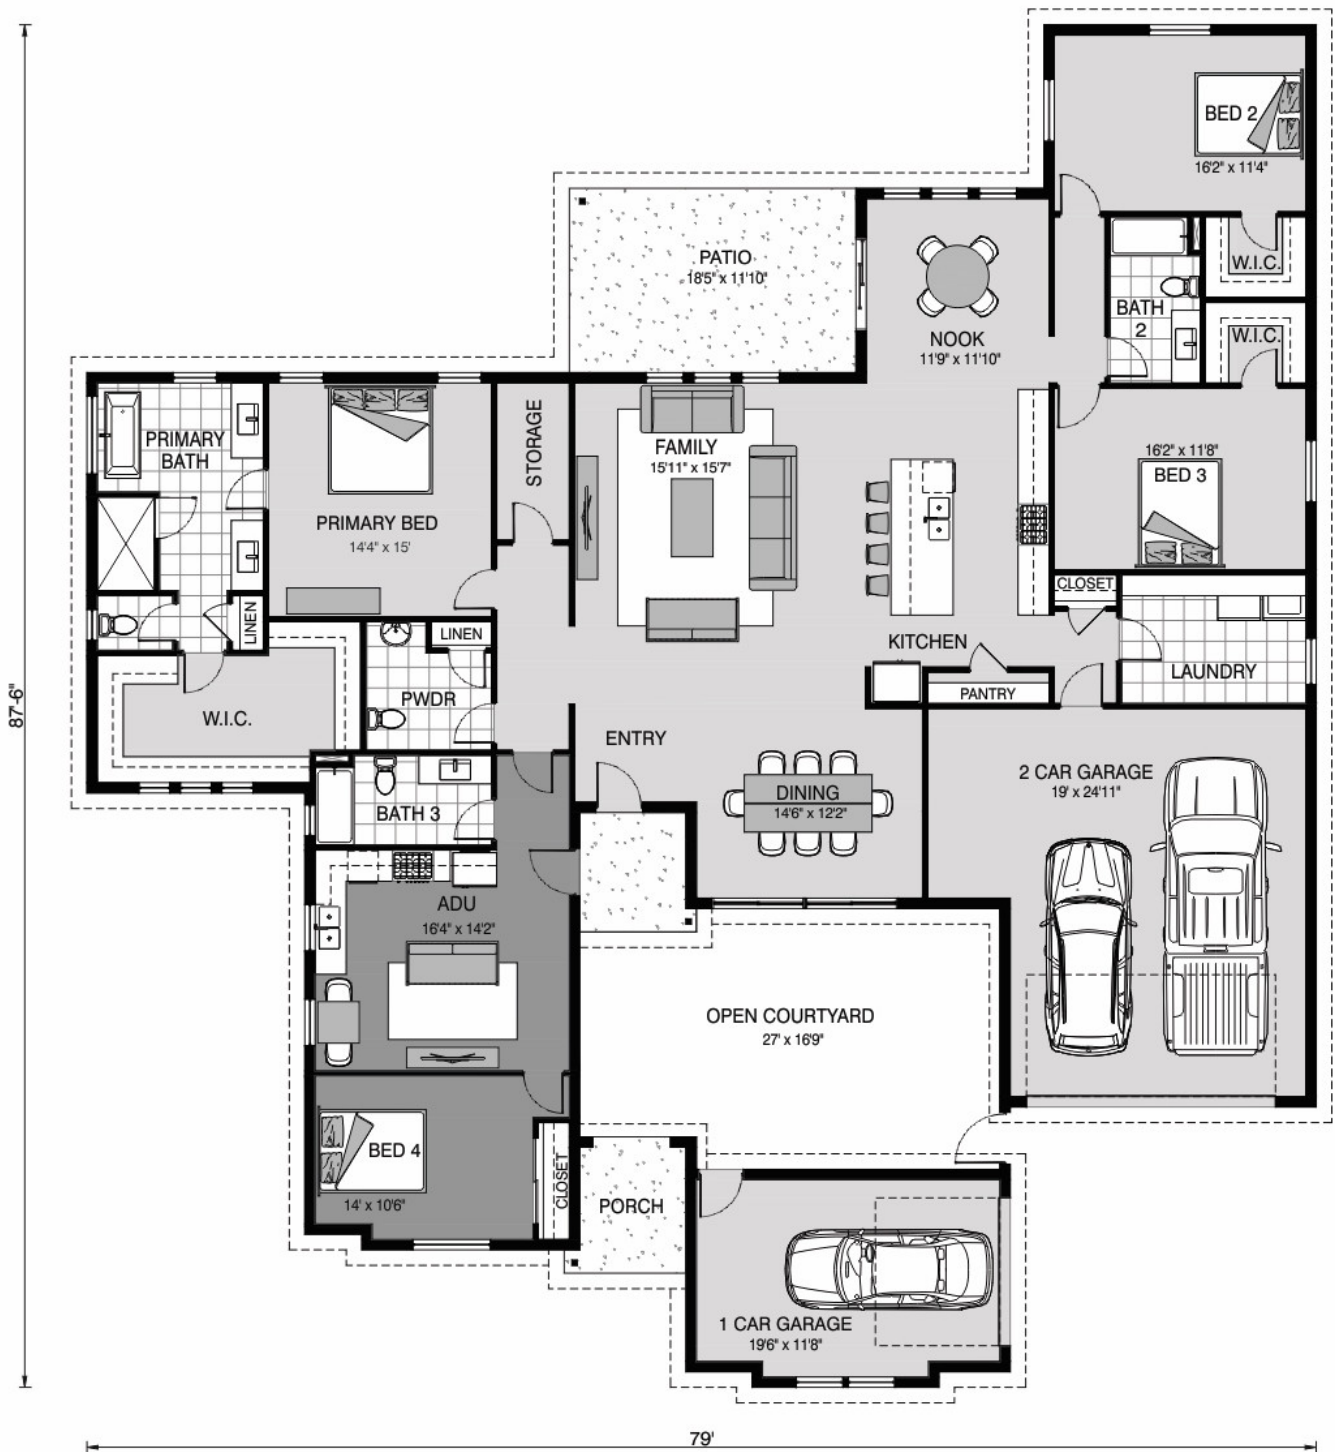 BED 2
16'2" x 11'4"
PATIO
18'5" x 11'10"
W.I.C.
BATH
2
NOOK
11'9" x 11'10"
W.I.C.
PRIMARY
BATH
STORAGE
FAMILY
15'11" x 15'7"
16'2" x 11'8"
BED 3
PRIMARY BED
14'4" x 15'
CLOSET
LINEN
LINEN
KITCHEN
LAUNDRY
PANTRY
PWDR
W.I.C.
87'-6"
ENTRY
2 CAR GARAGE
19' x 24'11"
DINING
14'6" x 12'2"
BATH 3
ADU
16'4" x 14'2"
OPEN COURTYARD
27' x 16'9"
BED 4
14' x 10'6"
CLOSET
PORCH
1 CAR GARAGE
19'6" x 11'8"
79'